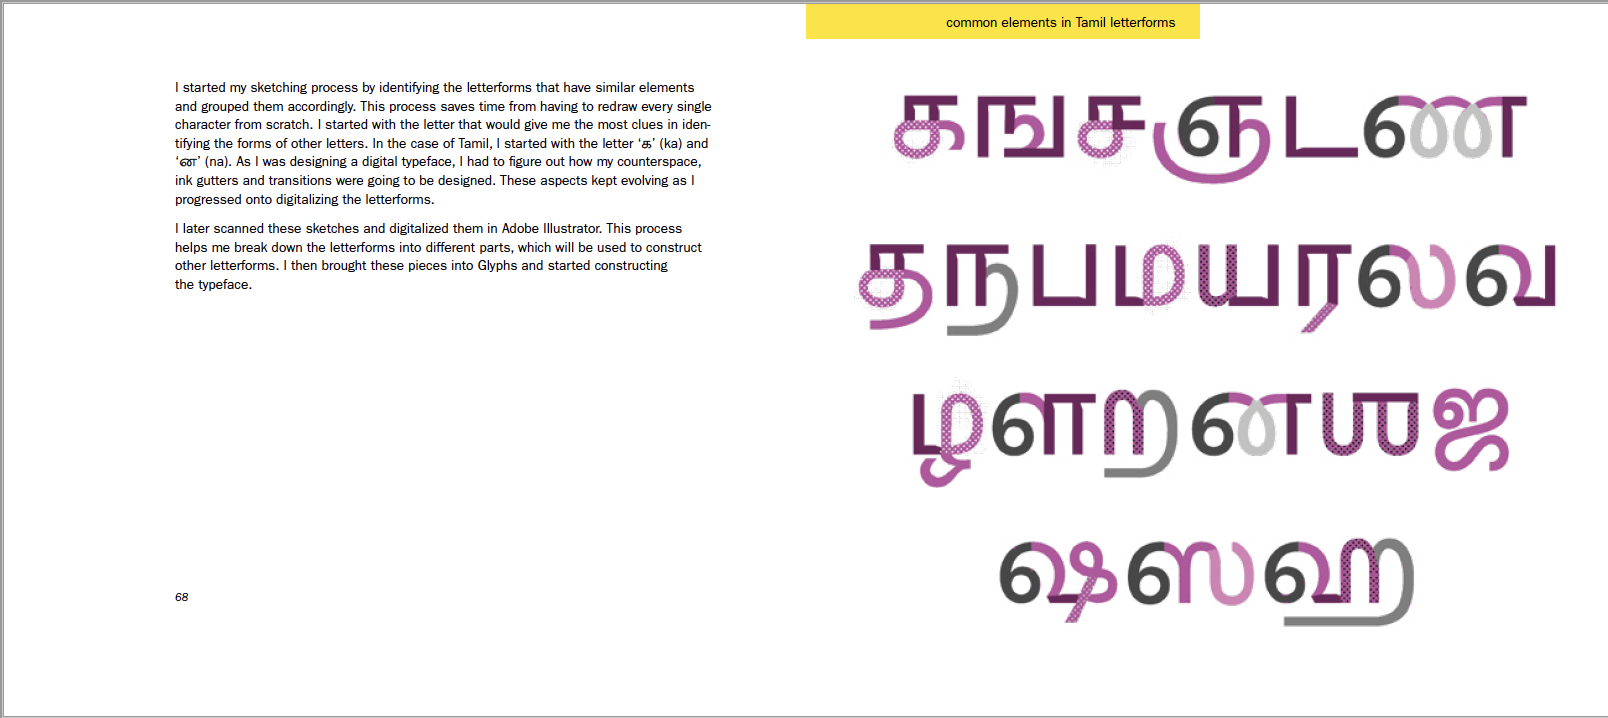 common elements in Tamil letterforms
I started my sketching process by identifying the letterforms that have similar elements
and grouped them accordingly. This process saves time from having to redraw every single
character from scratch. I started with the letter that would give me the most clues in iden-
tifying the forms of other letters. In the case of Tamil, I started with the letter ‘க’ (ka) and
‘ன’ (na). As I was designing a digital typeface, I had to figure out how my counterspace,
ink gutters and transitions were going to be designed. These aspects kept evolving as I
progressed onto digitalizing the letterforms.
I later scanned these sketches and digitalized them in Adobe Illustrator. This process
helps me break down the letterforms into different parts, which will be used to construct
other letterforms. I then brought these pieces into Glyphs and started constructing
the typeface.
68
கஙசஞடண
தநபமயரலவ
ழளறனஶஜ
ஷஸஹ